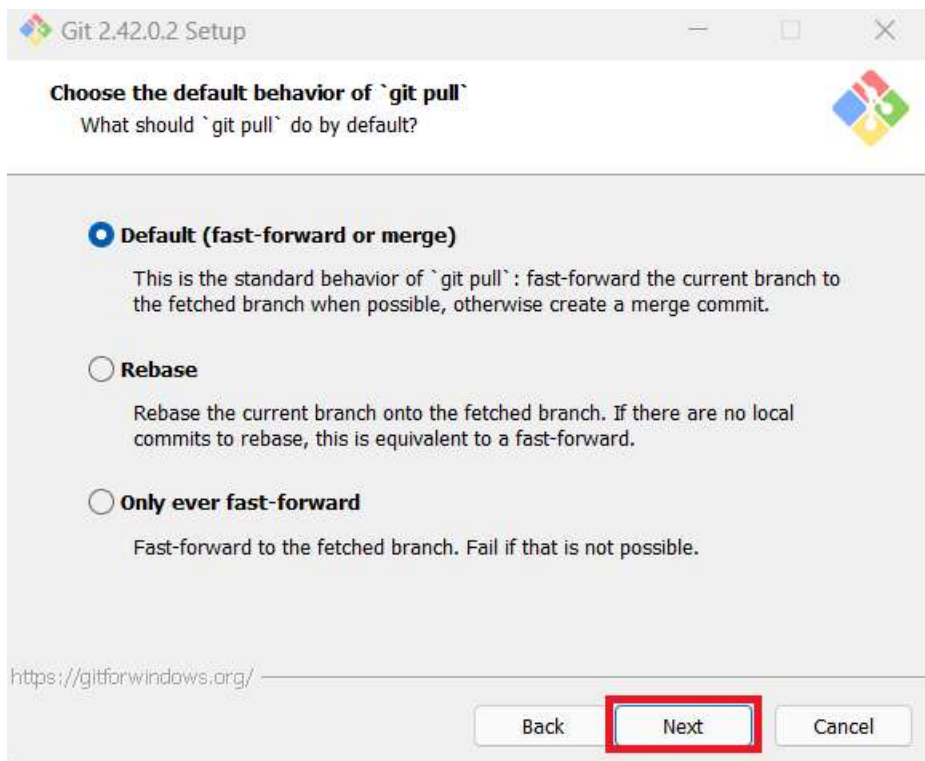 Git 2.42.0.2 Setup
Choose the default behavior of `git pull`
What should `git pull` do by default?
Default (fast-forward or merge)
This is the standard behavior of `git pull`: fast-forward the current branch to
the fetched branch when possible, otherwise create a merge commit.
Rebase
Rebase the current branch onto the fetched branch. If there are no local
commits to rebase, this is equivalent to a fast-forward.
Only ever fast-forward
Fast-forward to the fetched branch. Fail if that is not possible.
https://gitforwindows.org/
Back Next Cancel